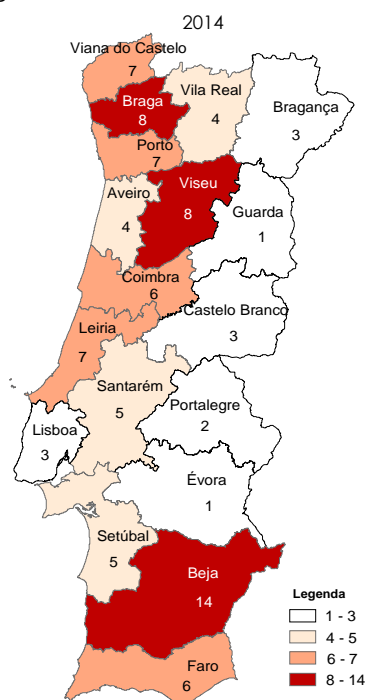 2014
Viana do Castelo
7
Braga
8
Vila Real
4
Bragança
3
Porto
7
Aveiro
4
Viseu
8
Guarda
1
Coimbra
6
Castelo Branco
3
Leiria
7
Santarém
5
Portalegre
2
Lisboa
3
Évora
1
Setúbal
5
Beja
14
Faro
6
Legenda
1 - 3
4 - 5
6 - 7
8 - 14